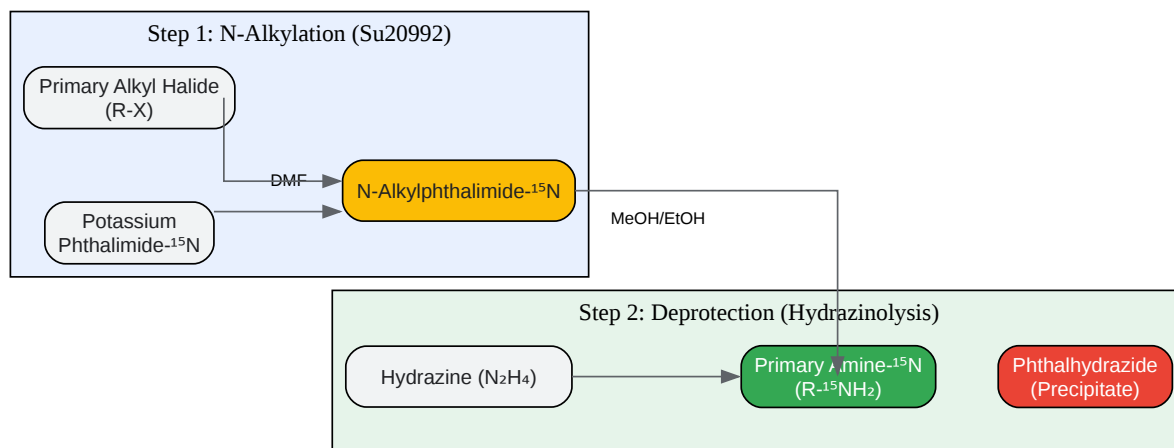 Step 1: N-Alkylation (Su20992)
Primary Alkyl Halide
(R-X)
DMF
N-Alkylphthalimide-¹⁵N
Potassium
Phthalimide-¹⁵N
MeOH/EtOH
Step 2: Deprotection (Hydrazinolysis)
Hydrazine (N₂H₄)
Primary Amine-¹⁵N
(R-¹⁵NH₂)
Phthalhydrazide
(Precipitate)